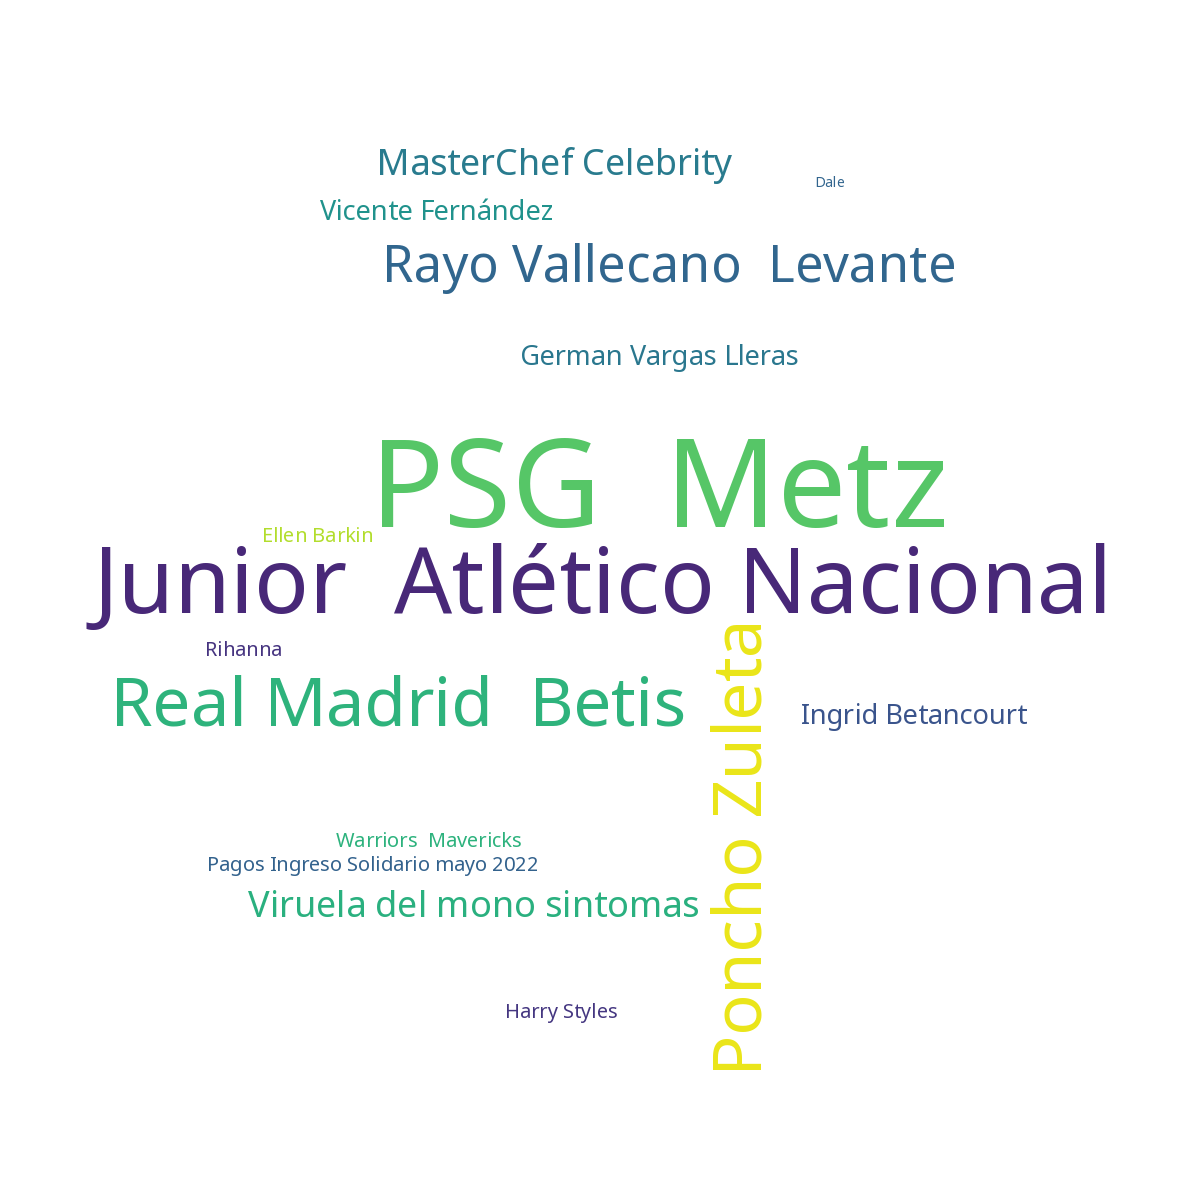 MasterChef Celebrity
Dale
Vicente Fernández
Rayo Vallecano Levante
German Vargas Lleras
PSG Metz
Ellen Barkin
Junior Atlético Nacional
Rihanna
Real Madrid Betis
Poncho Zuleta
Ingrid Betancourt
Warriors Mavericks
Pagos Ingreso Solidario mayo 2022
Viruela del mono sintomas
Harry Styles